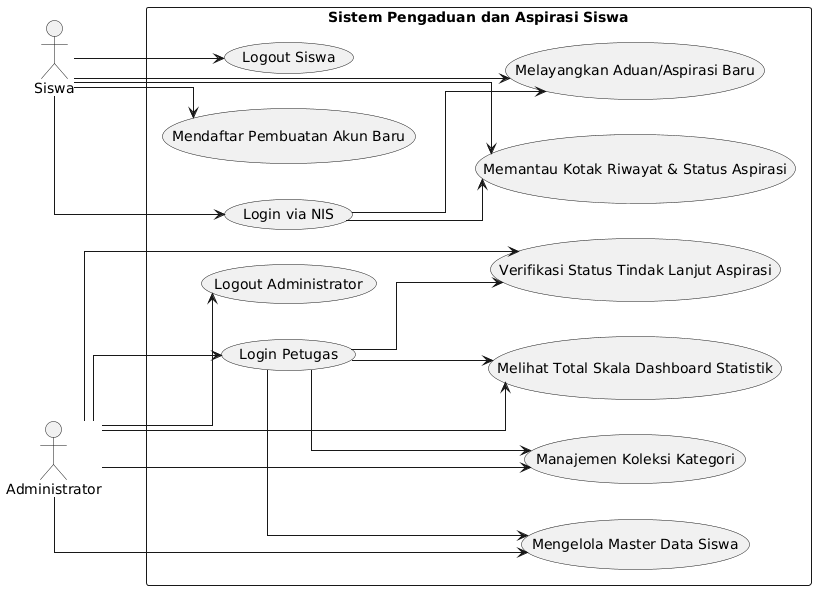 Sistem Pengaduan dan Aspirasi Siswa
Siswa
Logout Siswa
Melayangkan Aduan/Aspirasi Baru
Mendaftar Pembuatan Akun Baru
Memantau Kotak Riwayat & Status Aspirasi
Login via NIS
Verifikasi Status Tindak Lanjut Aspirasi
Logout Administrator
Login Petugas
Melihat Total Skala Dashboard Statistik
Administrator
Manajemen Koleksi Kategori
Mengelola Master Data Siswa